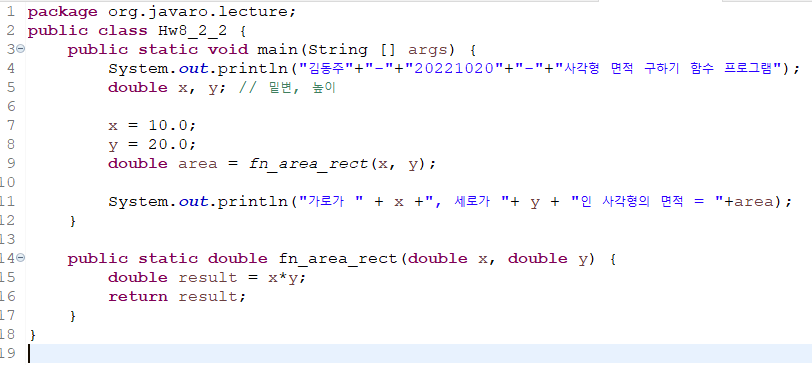 1 package org.javaro.lecture;
2 public class Hw8_2_2 {
3 public static void main(String [] args) {
4 System.out.println("김동주"+"-"+"20221020"+"-"+"사각형 면적 구하기 함수 프로그램");
5 double x, y; // 밑변, 높이
6
7 x = 10.0;
8 y = 20.0;
9 double area = fn_area_rect(x, y);
10
11 System.out.println("가로가 " + x +", 세로가 "+ y + "인 사각형의 면적 = "+area);
12 }
13
14 public static double fn_area_rect(double x, double y) {
15 double result = x*y;
16 return result;
17 }
18 }
19